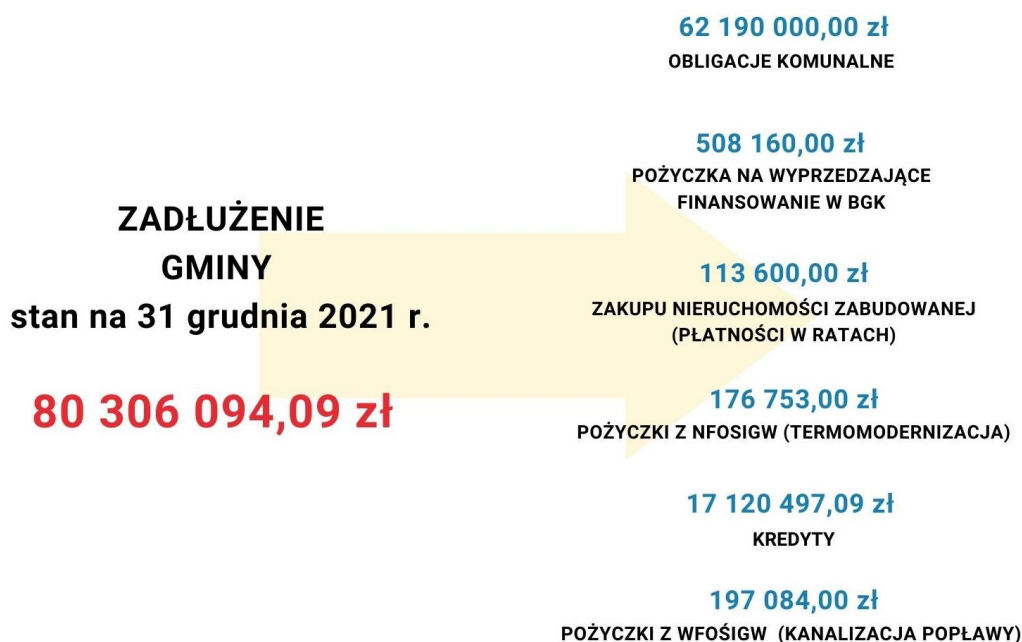 ZADŁUŻENIE
GMINY
stan na 31 grudnia 2021 r.
80 306 094,09 zł
62 190 000,00 zł
OBLIGACJE KOMUNALNE
508 160,00 zł
POŻYCZKA NA WYPRZEDZAJĄCE
FINANSOWANIE W BGK
113 600,00 zł
ZAKUPU NIERUCHOMOŚCI ZABUDOWANEJ
(PŁATNOŚCI W RATACH)
176 753,00 zł
POŻYCZKI Z NFOSIGW (TERMOMODERNIZACJA)
17 120 497,09 zł
KREDYTY
197 084,00 zł
POŻYCZKI Z WFOŚIGW (KANALIZACJA POPŁAWY)